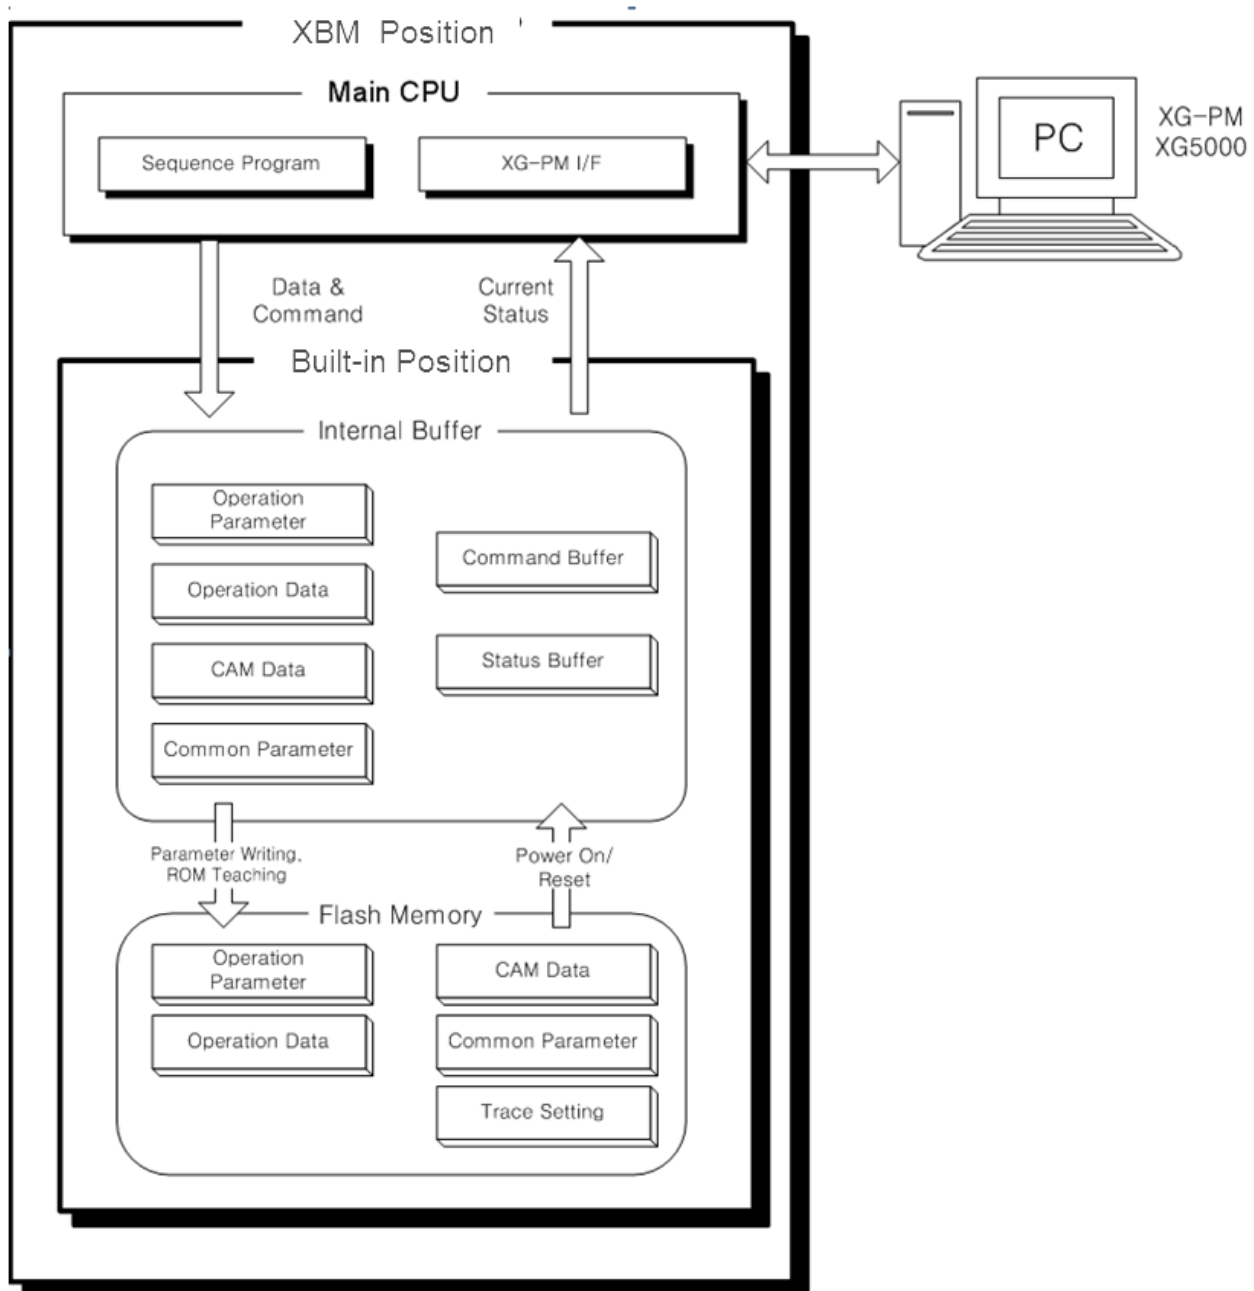 XBM Position
Main CPU
Sequence Program
XG-PM I/F
PC
XG-PM
XG5000
Data &
Command
Current
Status
Built-in Position
Internal Buffer
Operation
Parameter
Operation Data
CAM Data
Common Parameter
Command Buffer
Status Buffer
Parameter Writing,
ROM Teaching
Power On/
Reset
Flash Memory
Operation
Parameter
Operation Data
CAM Data
Common Parameter
Trace Setting